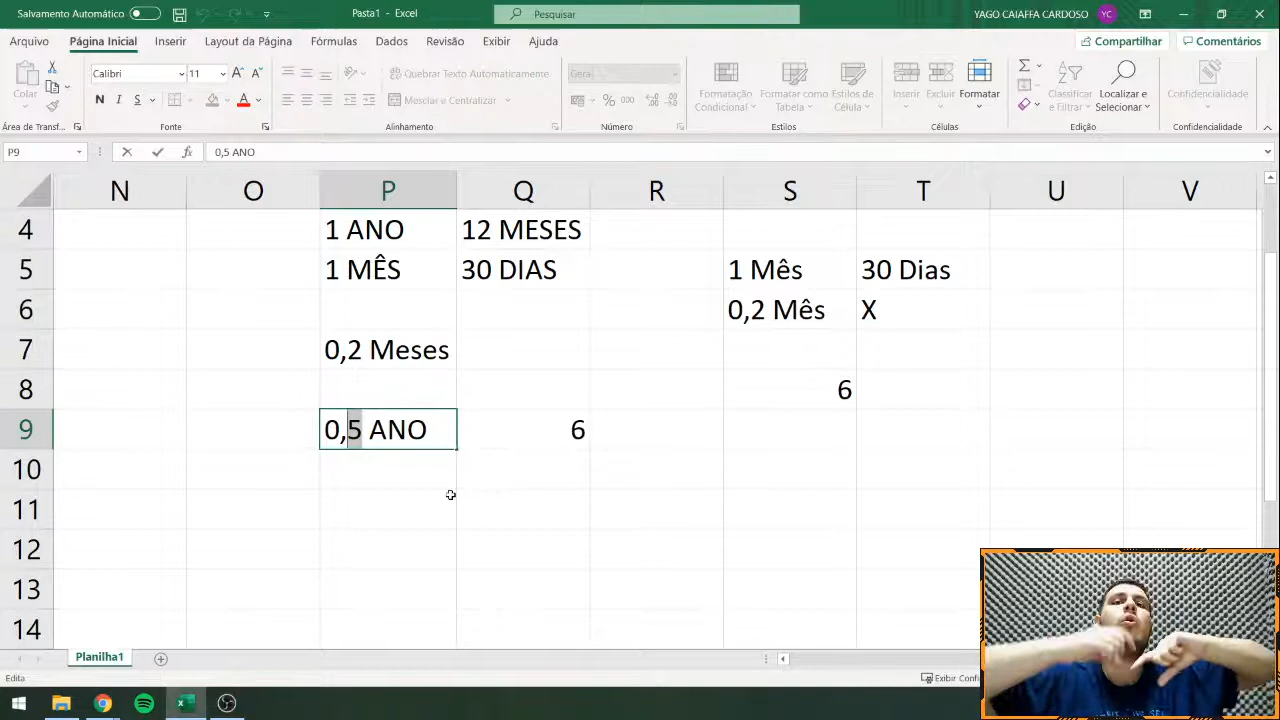 Salvamento Automático
Pasta1 - Excel
Pesquisar
YAGO CAIAFFA CARDOSO
YC
Arquivo
Página Inicial
Inserir
Layout da Página
Fórmulas
Dados
Revisão
Exibir
Ajuda
Compartilhar
Comentários
Colar
Calibri
11
N I S
Quebrar Texto Automaticamente
Mesclar e Centralizar
Geral
% 000
Formatação Condicional
Formatar como Tabela
Estilos de Célula
Inserir
Excluir
Formatar
Classificar e Filtrar
Localizar e Selecionar
Confidencialidade
Área de Transf...
Fonte
Alinhamento
Número
Estilos
Células
Edição
Confidencialidade
P9
fx
0,5 ANO
N O P Q R S T U V
4 1 ANO 12 MESES
5 1 MÊS 30 DIAS 1 Mês 30 Dias
6 0,2 Mês X
7 0,2 Meses
8 6
9 0,5 ANO 6
10
11
12
13
14
Planilha1
Edita
Exibir Confi